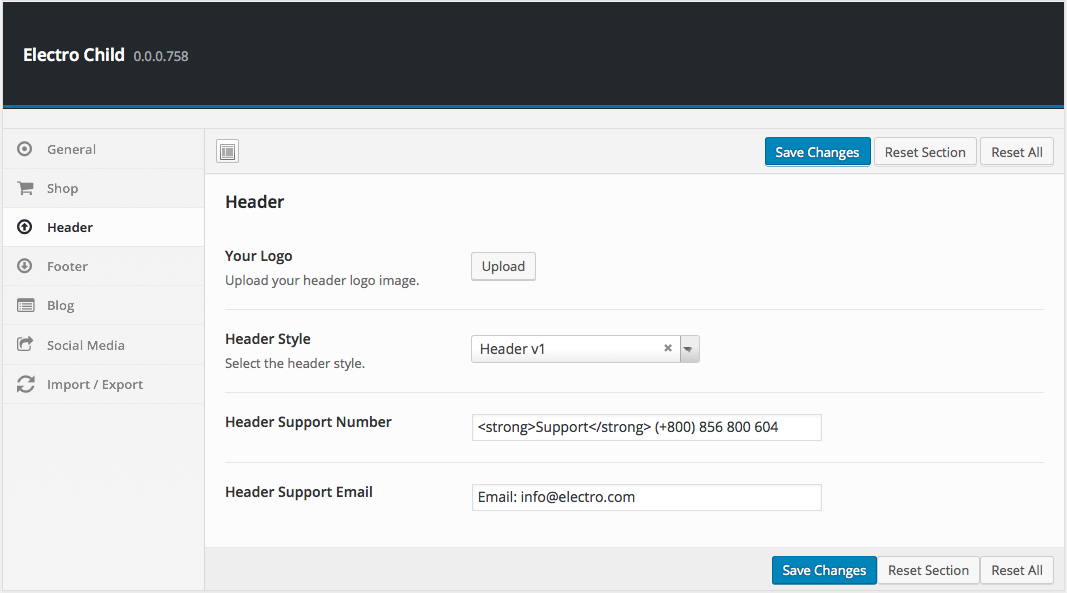 Electro Child 0.0.0.758
General
Shop
Header
Footer
Blog
Social Media
Import / Export
Save Changes Reset Section Reset All
Header
Your Logo
Upload your header logo image.
Upload
Header Style
Select the header style.
Header v1
Header Support Number
<strong>Support</strong> (+800) 856 800 604
Header Support Email
Email: info@electro.com
Save Changes Reset Section Reset All